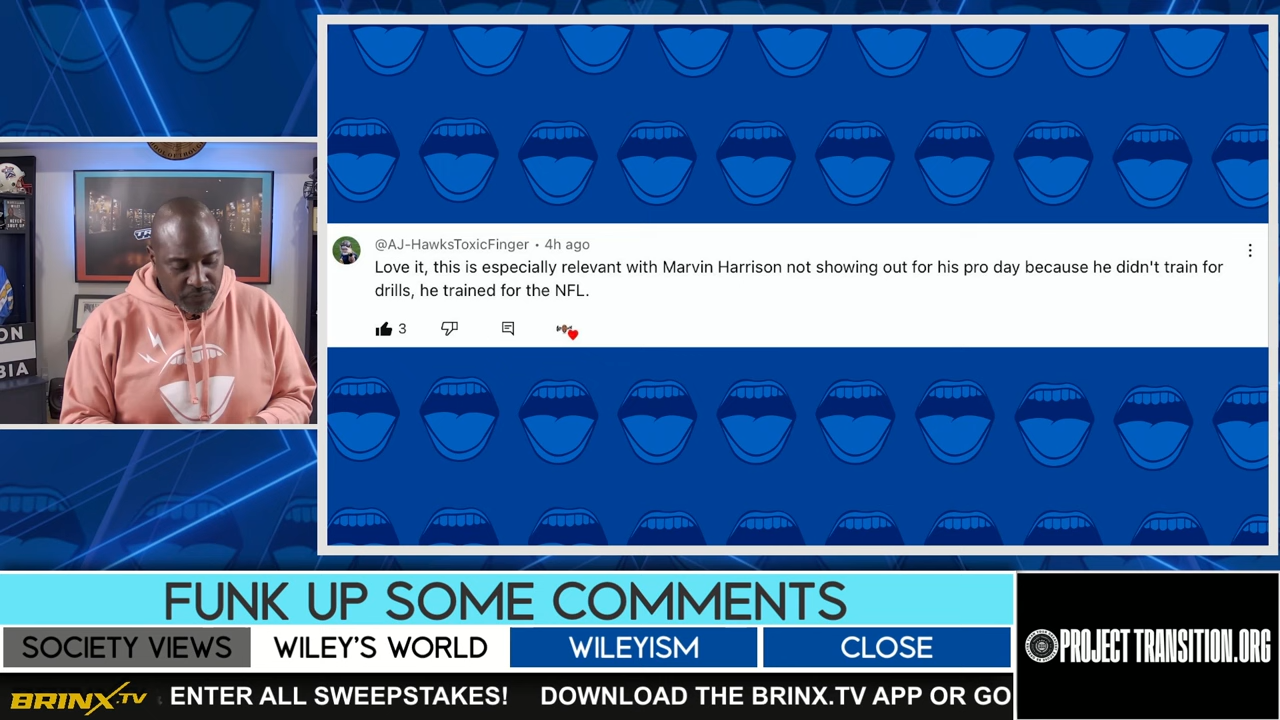 @AJ-HawksToxicFinger • 4h ago
Love it, this is especially relevant with Marvin Harrison not showing out for his pro day because he didn't train for
drills, he trained for the NFL.
3
ON
BIA
FUNK UP SOME COMMENTS
SOCIETY VIEWS
WILEY'S WORLD
WILEYISM
CLOSE
PROJECT TRANSITION.ORG
BRINX.TV
ENTER ALL SWEEPSTAKES! DOWNLOAD THE BRINX.TV APP OR GO